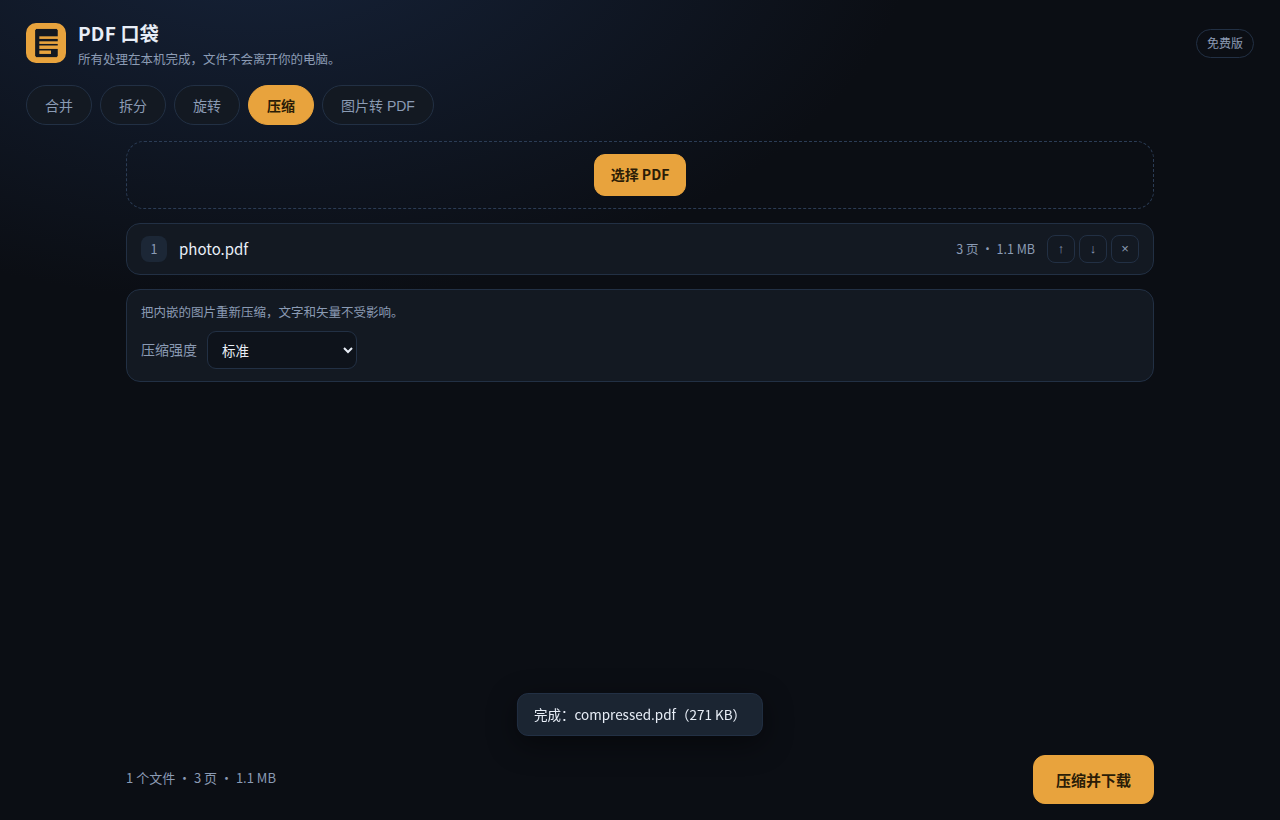 PDF 口袋
所有处理在本机完成，文件不会离开你的电脑。
免费版
合并
拆分
旋转
压缩
图片转 PDF
选择 PDF
1 photo.pdf 3 页 · 1.1 MB ↑ ↓ ×
把内嵌的图片重新压缩，文字和矢量不受影响。
压缩强度 标准
完成：compressed.pdf（271 KB）
1 个文件 · 3 页 · 1.1 MB
压缩并下载